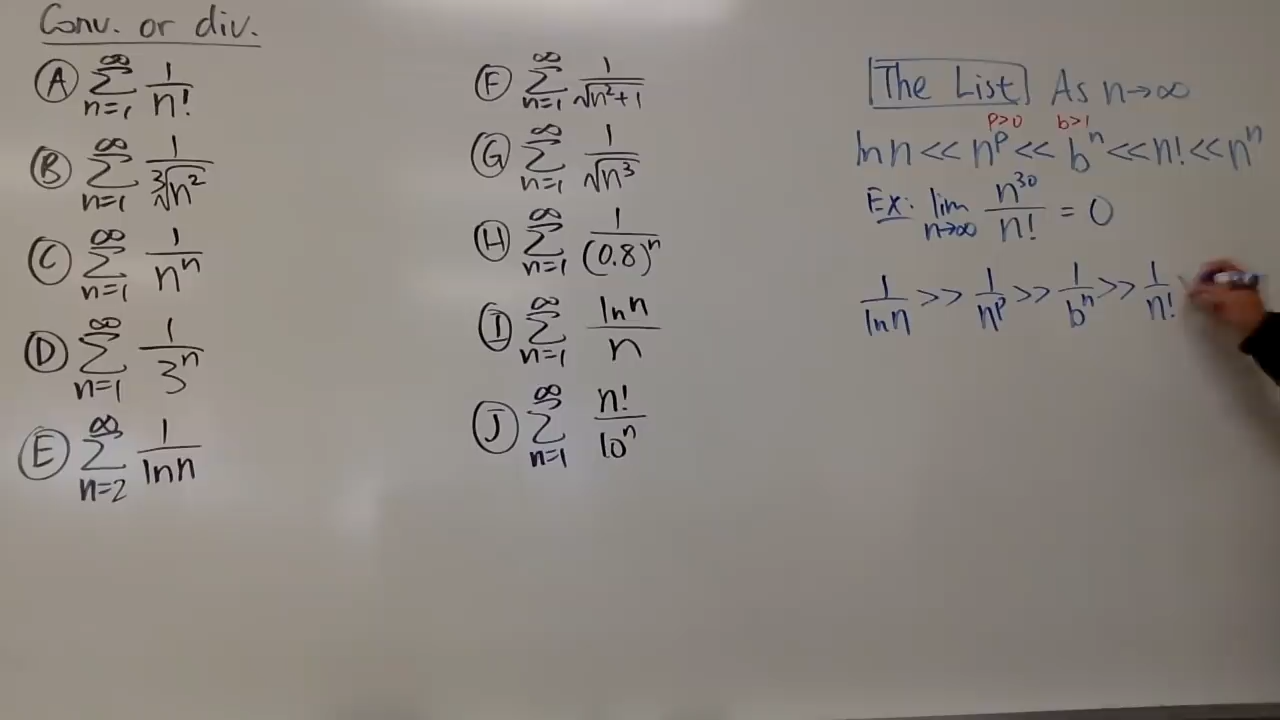 Conv. or div.
Ⓐ ∞∑n=1 1/n!
Ⓑ ∞∑n=1 1/∛n²
Ⓒ ∞∑n=1 1/nⁿ
Ⓓ ∞∑n=1 1/3ⁿ
Ⓔ ∞∑n=2 1/ln n
Ⓕ ∞∑n=1 1/√(n²+1)
Ⓖ ∞∑n=1 1/√n³
Ⓗ ∞∑n=1 1/(0.8)ⁿ
Ⓘ ∞∑n=1 ln n/n
Ⓙ ∞∑n=1 n!/10ⁿ
The List As n→∞
p>0 b>1
ln n << nᵖ << bⁿ << n! << nⁿ
Ex: lim n→∞ n³⁰/n! = 0
1/ln n >> 1/nᵖ >> 1/bⁿ >> 1/n!